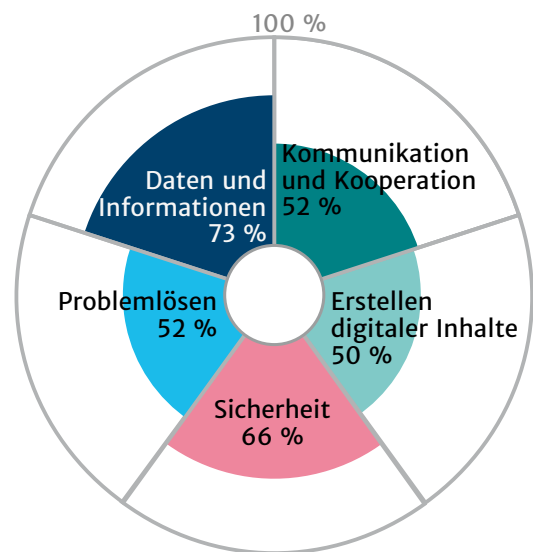 100 %
Kommunikation
und Kooperation
52 %
Daten und
Informationen
73 %
Problemlösen
52 %
Erstellen
digitaler Inhalte
50 %
Sicherheit
66 %